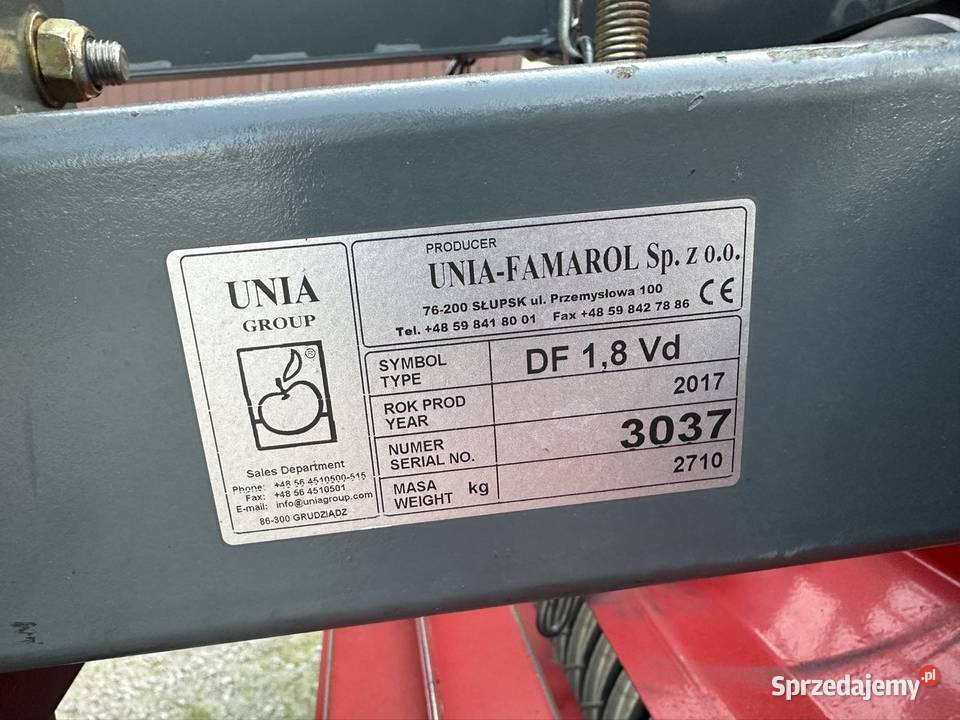 UNIA
GROUP
®
Sales Department
Phone: +48 56 4510500-515
Fax: +48 56 4510501
E-mail: info@uniagroup.com
86-300 GRUDZIĄDZ
PRODUCER
UNIA-FAMAROL Sp. z o.o.
76-200 SŁUPSK ul. Przemysłowa 100
Tel. +48 59 841 80 01 Fax +48 59 842 78 86
CE
SYMBOL
TYPE
DF 1,8 Vd
ROK PROD
YEAR
2017
NUMER
SERIAL NO.
3037
MASA
WEIGHT kg
2710
Sprzedajemy.pl